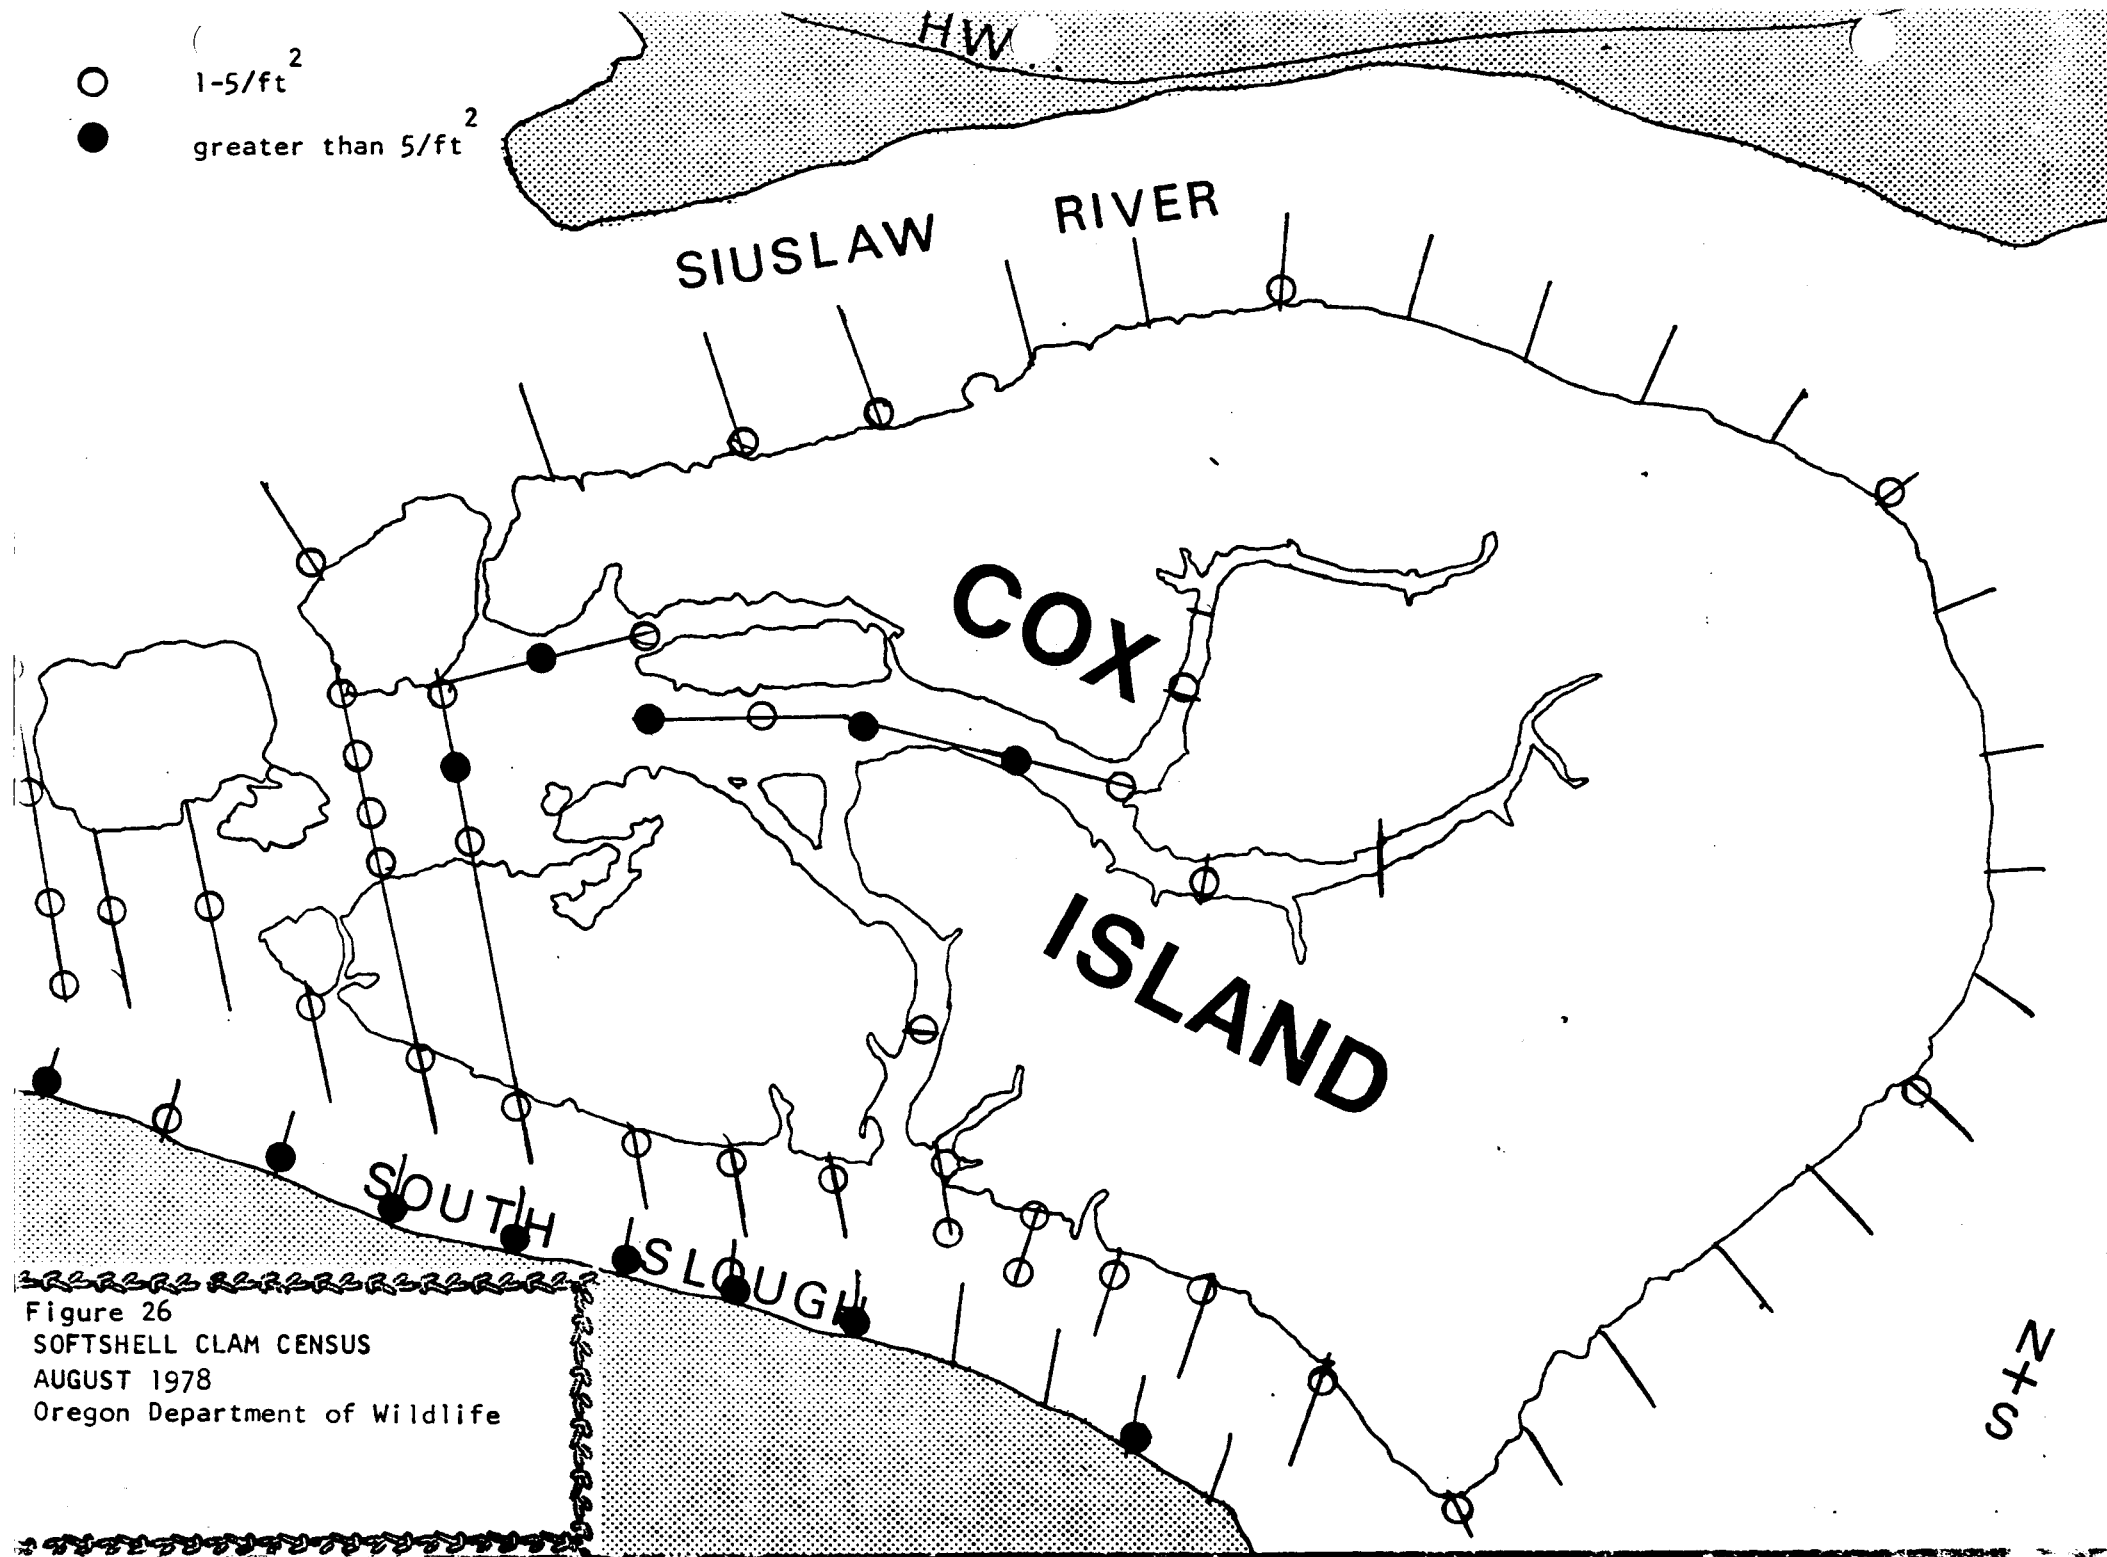 HW
1-5/ft²
greater than 5/ft²
SIUSLAW RIVER
COX
ISLAND
SOUTH
SLOUGH
Figure 26
SOFTSHELL CLAM CENSUS
AUGUST 1978
Oregon Department of Wildlife
N
S